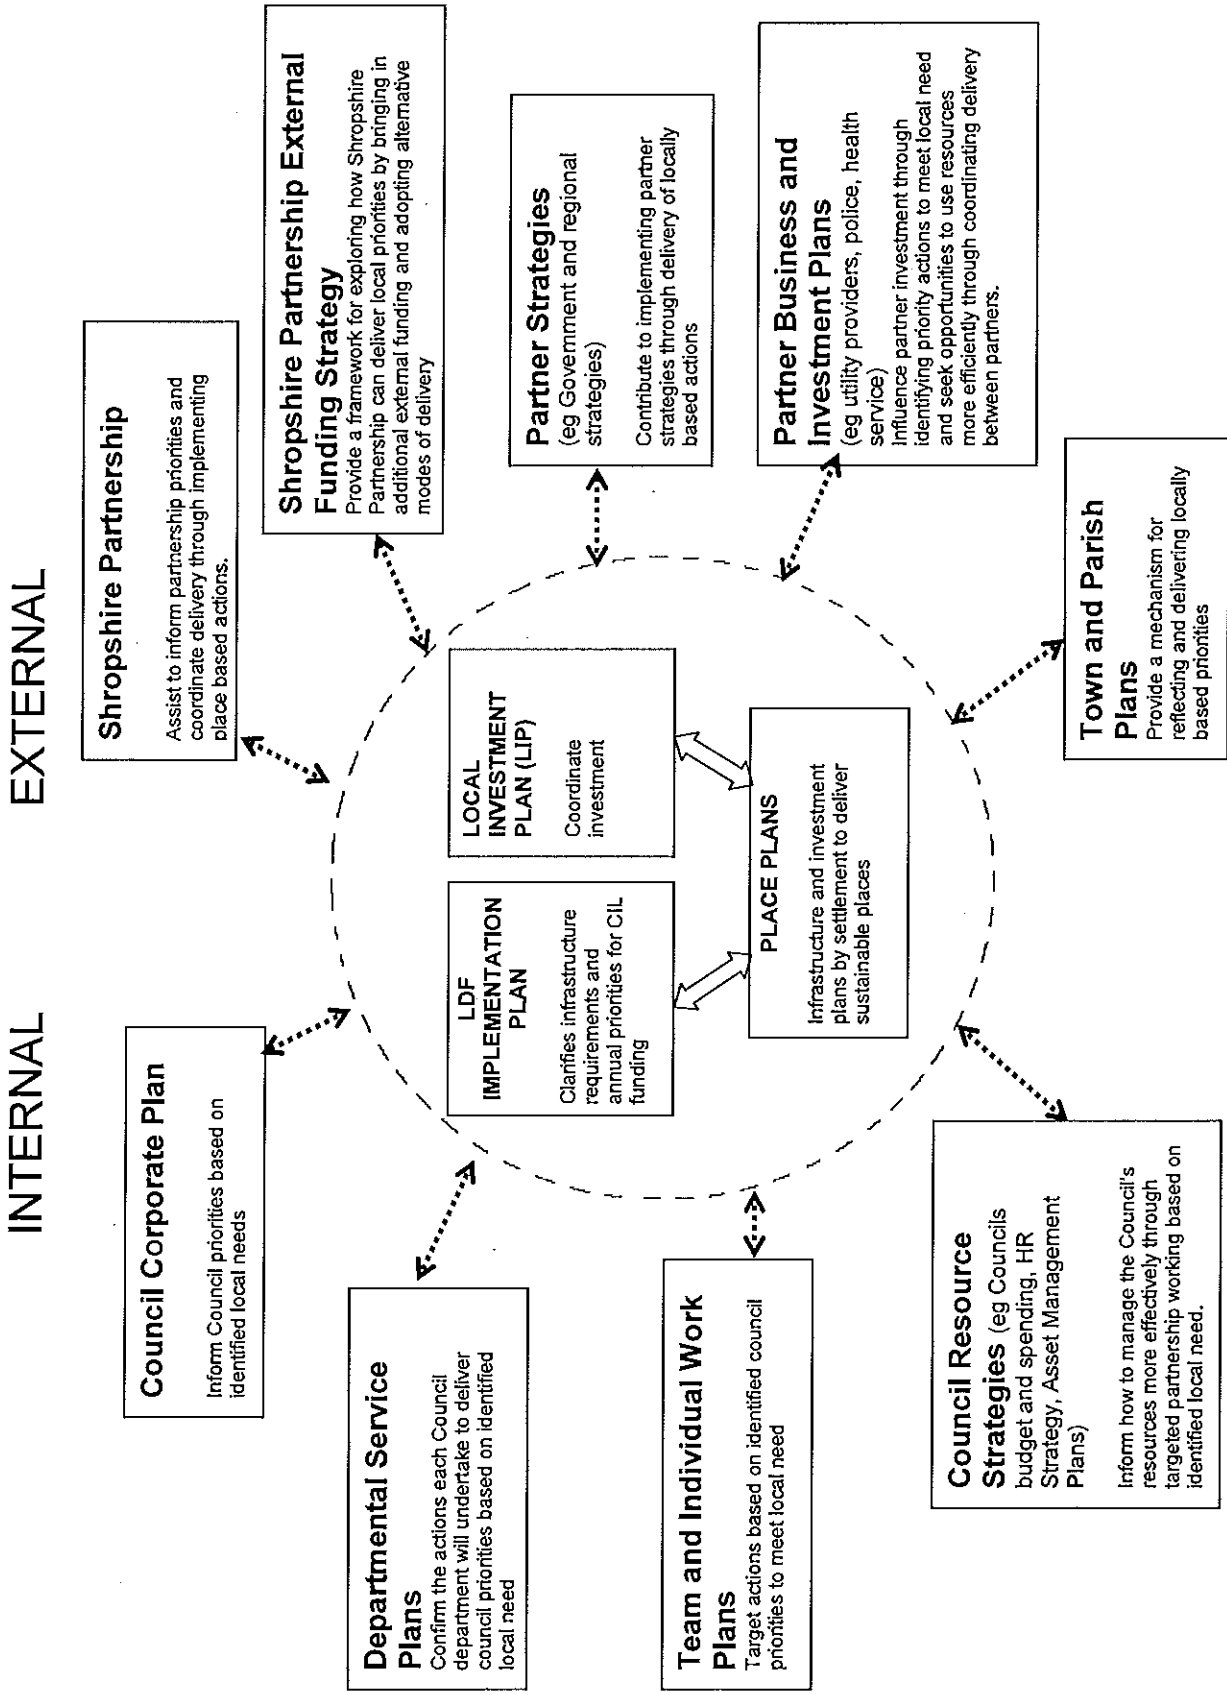 INTERNAL
EXTERNAL
Council Corporate Plan
Inform Council priorities based on
identified local needs
Shropshire Partnership
Assist to inform partnership priorities and
coordinate delivery through implementing
place based actions.
Departmental Service
Plans
Confirm the actions each Council
department will undertake to deliver
council priorities based on identified
local need
Shropshire Partnership External
Funding Strategy
Provide a framework for exploring how Shropshire
Partnership can deliver local priorities by bringing in
additional external funding and adopting alternative
modes of delivery
LDF
IMPLEMENTATION
PLAN
Clarifies infrastructure
requirements and
annual priorities for CIL
funding
LOCAL
INVESTMENT
PLAN (LIP)
Coordinate
investment
Partner Strategies
(eg Government and regional
strategies)
Contribute to implementing partner
strategies through delivery of locally
based actions
Team and Individual Work
Plans
Target actions based on identified council
priorities to meet local need
PLACE PLANS
Infrastructure and investment
plans by settlement to deliver
sustainable places
Partner Business and
Investment Plans
(eg utility providers, police, health
service)
Influence partner investment through
identifying priority actions to meet local need
and seek opportunities to use resources
more efficiently through coordinating delivery
between partners.
Council Resource
Strategies (eg Councils
budget and spending, HR
Strategy, Asset Management
Plans)
Inform how to manage the Council's
resources more effectively through
targeted partnership working based on
identified local need.
Town and Parish
Plans
Provide a mechanism for
reflecting and delivering locally
based priorities